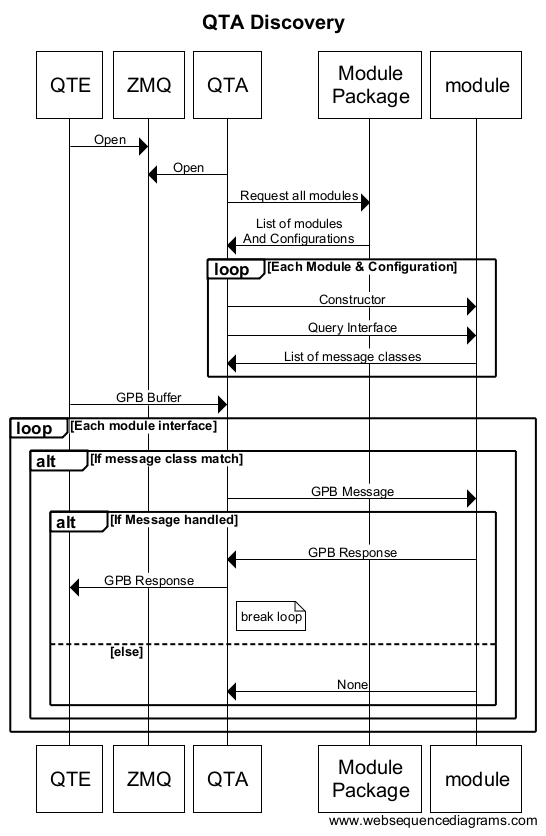 QTA Discovery
QTE
ZMQ
QTA
Module
Package
module
Open
Open
Request all modules
List of modules
And Configurations
loop
[Each Module & Configuration]
Constructor
Query Interface
List of message classes
GPB Buffer
loop
[Each module interface]
alt
[If message class match]
GPB Message
alt
[If Message handled]
GPB Response
GPB Response
break loop
[else]
None
QTE
ZMQ
QTA
Module
Package
module
www.websequencediagrams.com